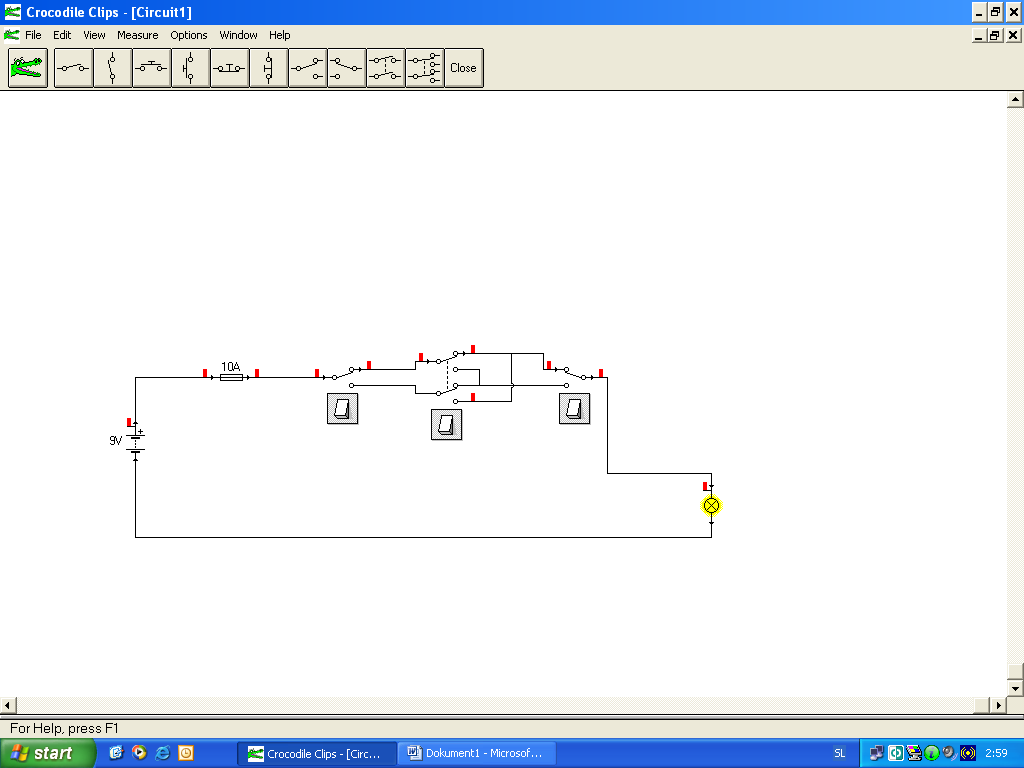 Crocodile Clips - [Circuit1]
File Edit View Measure Options Window Help
Close
10A
9V
For Help, press F1
start Crocodile Clips - [Circ... Dokument1 - Microsof... SL 2:59